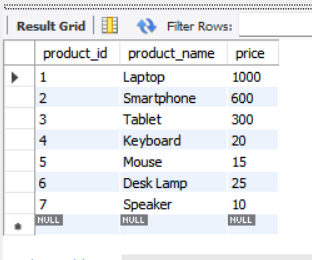 Result Grid Filter Rows:
product_id product_name price
1 Laptop 1000
2 Smartphone 600
3 Tablet 300
4 Keyboard 20
5 Mouse 15
6 Desk Lamp 25
7 Speaker 10
NULL NULL NULL